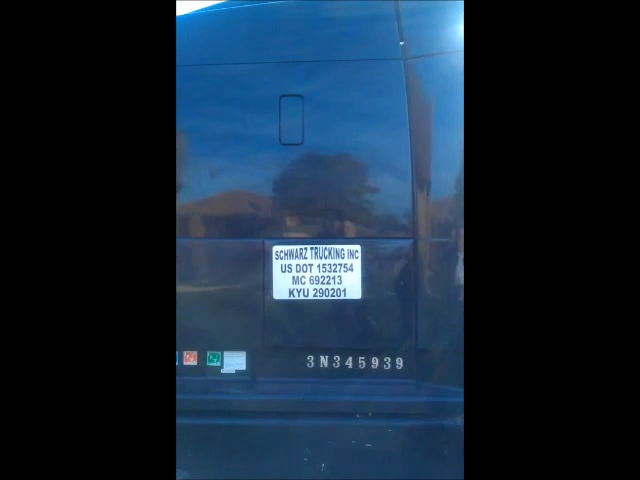 SCHWARZ TRUCKING INC
US DOT 1532754
MC 692213
KYU 290201
3N345939